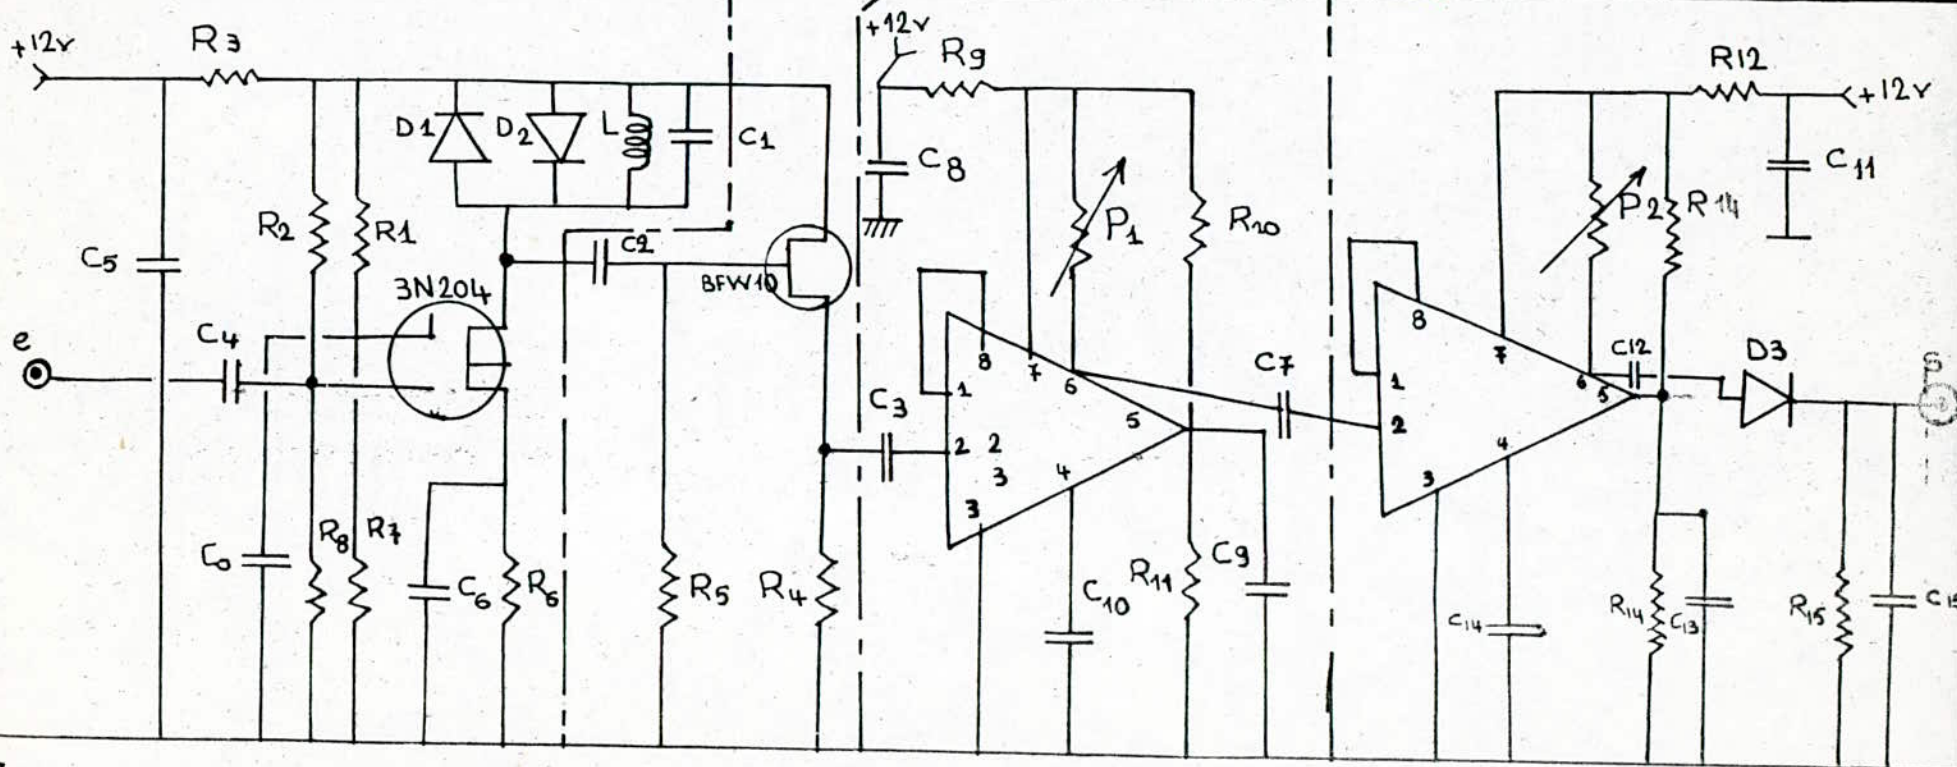 +12v
R3
C5
R2
R1
D1
D2
L
C1
C2
3N204
BFW10
e
C4
C0
R8
R7
C6
R6
R5
R4
+12v
R9
C8
P1
R10
C3
8
1
7
6
5
2
2
3
4
3
C10
R11
C9
C7
R12
+12v
C11
P2
R14
8
7
1
6
5
C12
D3
S
2
4
3
C14
R14
C13
R15